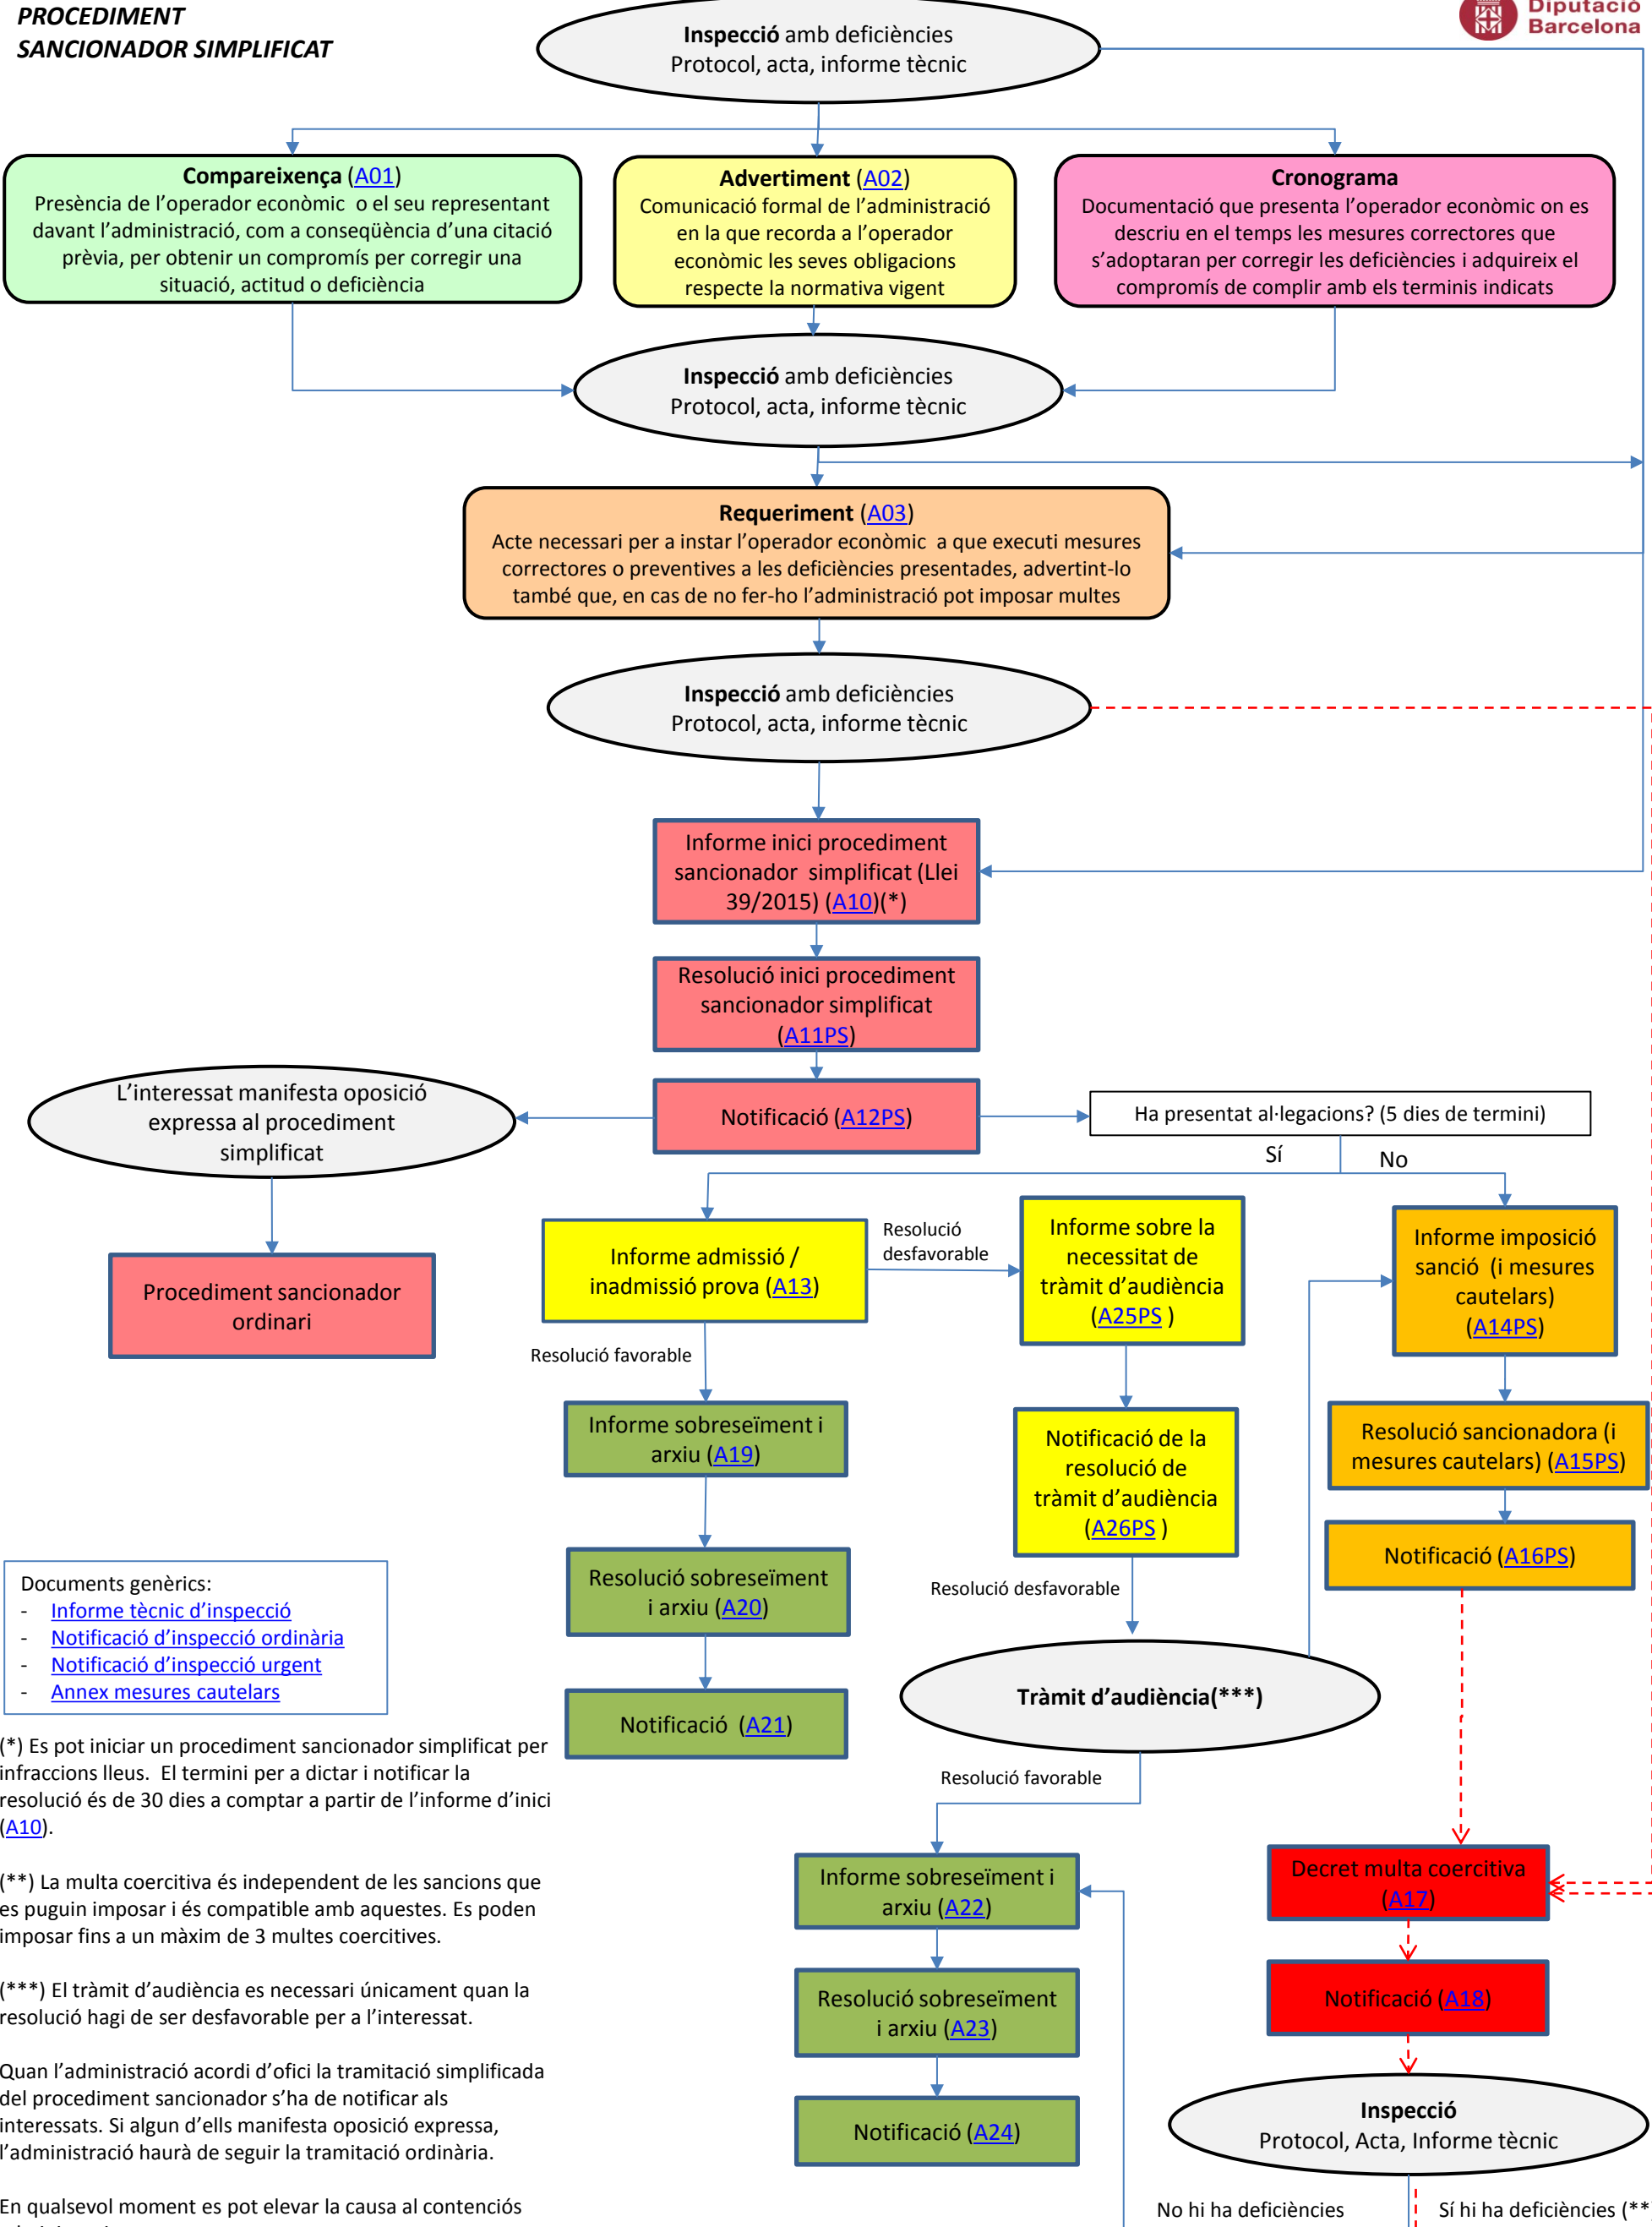 PROCEDIMENT
SANCIONADOR SIMPLIFICAT
Diputació
Barcelona
Inspecció amb deficiències
Protocol, acta, informe tècnic
Compareixença (A01)
Presència de l'operador econòmic o el seu representant
davant l'administració, com a conseqüència d'una citació
prèvia, per obtenir un compromís per corregir una
situació, actitud o deficiència
Advertiment (A02)
Comunicació formal de l'administració
en la que recorda a l'operador
econòmic les seves obligacions
respecte la normativa vigent
Cronograma
Documentació que presenta l'operador econòmic on es
descriu en el temps les mesures correctores que
s'adoptaran per corregir les deficiències i adquireix el
compromís de complir amb els terminis indicats
Inspecció amb deficiències
Protocol, acta, informe tècnic
Requeriment (A03)
Acte necessari per a instar l'operador econòmic a que executi mesures
correctores o preventives a les deficiències presentades, advertint-lo
també que, en cas de no fer-ho l'administració pot imposar multes
Inspecció amb deficiències
Protocol, acta, informe tècnic
Informe inici procediment
sancionador simplificat (Llei
39/2015) (A10)(*)
Resolució inici procediment
sancionador simplificat
(A11PS)
L'interessat manifesta oposició
expressa al procediment
simplificat
Notificació (A12PS)
Ha presentat al·legacions? (5 dies de termini)
Sí
No
Procediment sancionador
ordinari
Informe admissió /
inadmissió prova (A13)
Resolució
desfavorable
Informe sobre la
necessitat de
tràmit d'audiència
(A25PS )
Informe imposició
sanció (i mesures
cautelars)
(A14PS)
Resolució favorable
Informe sobreseïment i
arxiu (A19)
Notificació de la
resolució de
tràmit d'audiència
(A26PS )
Resolució sancionadora (i
mesures cautelars) (A15PS)
Notificació (A16PS)
Resolució sobreseïment
i arxiu (A20)
Resolució desfavorable
Documents genèrics:
- Informe tècnic d'inspecció
- Notificació d'inspecció ordinària
- Notificació d'inspecció urgent
- Annex mesures cautelars
Notificació (A21)
Tràmit d'audiència(***)
(*) Es pot iniciar un procediment sancionador simplificat per
infraccions lleus. El termini per a dictar i notificar la
resolució és de 30 dies a comptar a partir de l'informe d'inici
(A10).
Resolució favorable
(**) La multa coercitiva és independent de les sancions que
es puguin imposar i és compatible amb aquestes. Es poden
imposar fins a un màxim de 3 multes coercitives.
Informe sobreseïment i
arxiu (A22)
Decret multa coercitiva
(A17)
(***) El tràmit d'audiència es necessari únicament quan la
resolució hagi de ser desfavorable per a l'interessat.
Resolució sobreseïment
i arxiu (A23)
Notificació (A18)
Quan l'administració acordi d'ofici la tramitació simplificada
del procediment sancionador s'ha de notificar als
interessats. Si algun d'ells manifesta oposició expressa,
l'administració haurà de seguir la tramitació ordinària.
Notificació (A24)
Inspecció
Protocol, Acta, Informe tècnic
En qualsevol moment es pot elevar la causa al contenciós
No hi ha deficiències
Sí hi ha deficiències (**